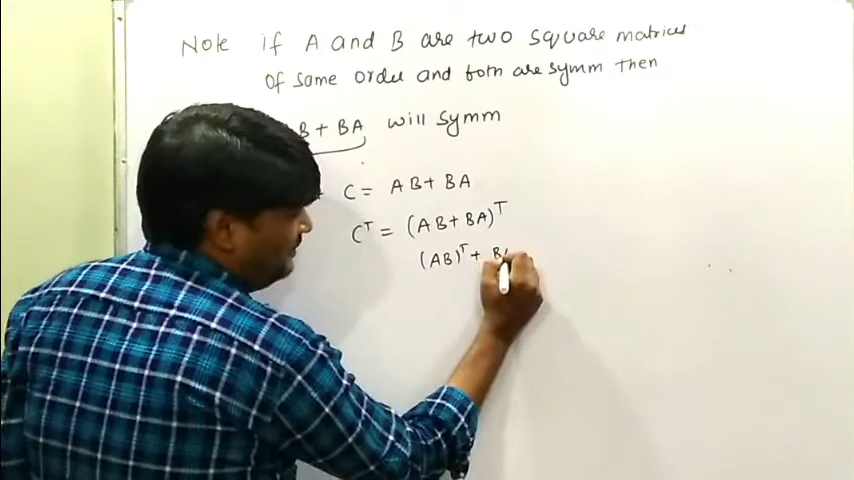 Note if A and B are two square matrices
of same order and both are symm then
B + BA will symm
C = AB + BA
Cᵀ = (AB + BA)ᵀ
(AB)ᵀ +